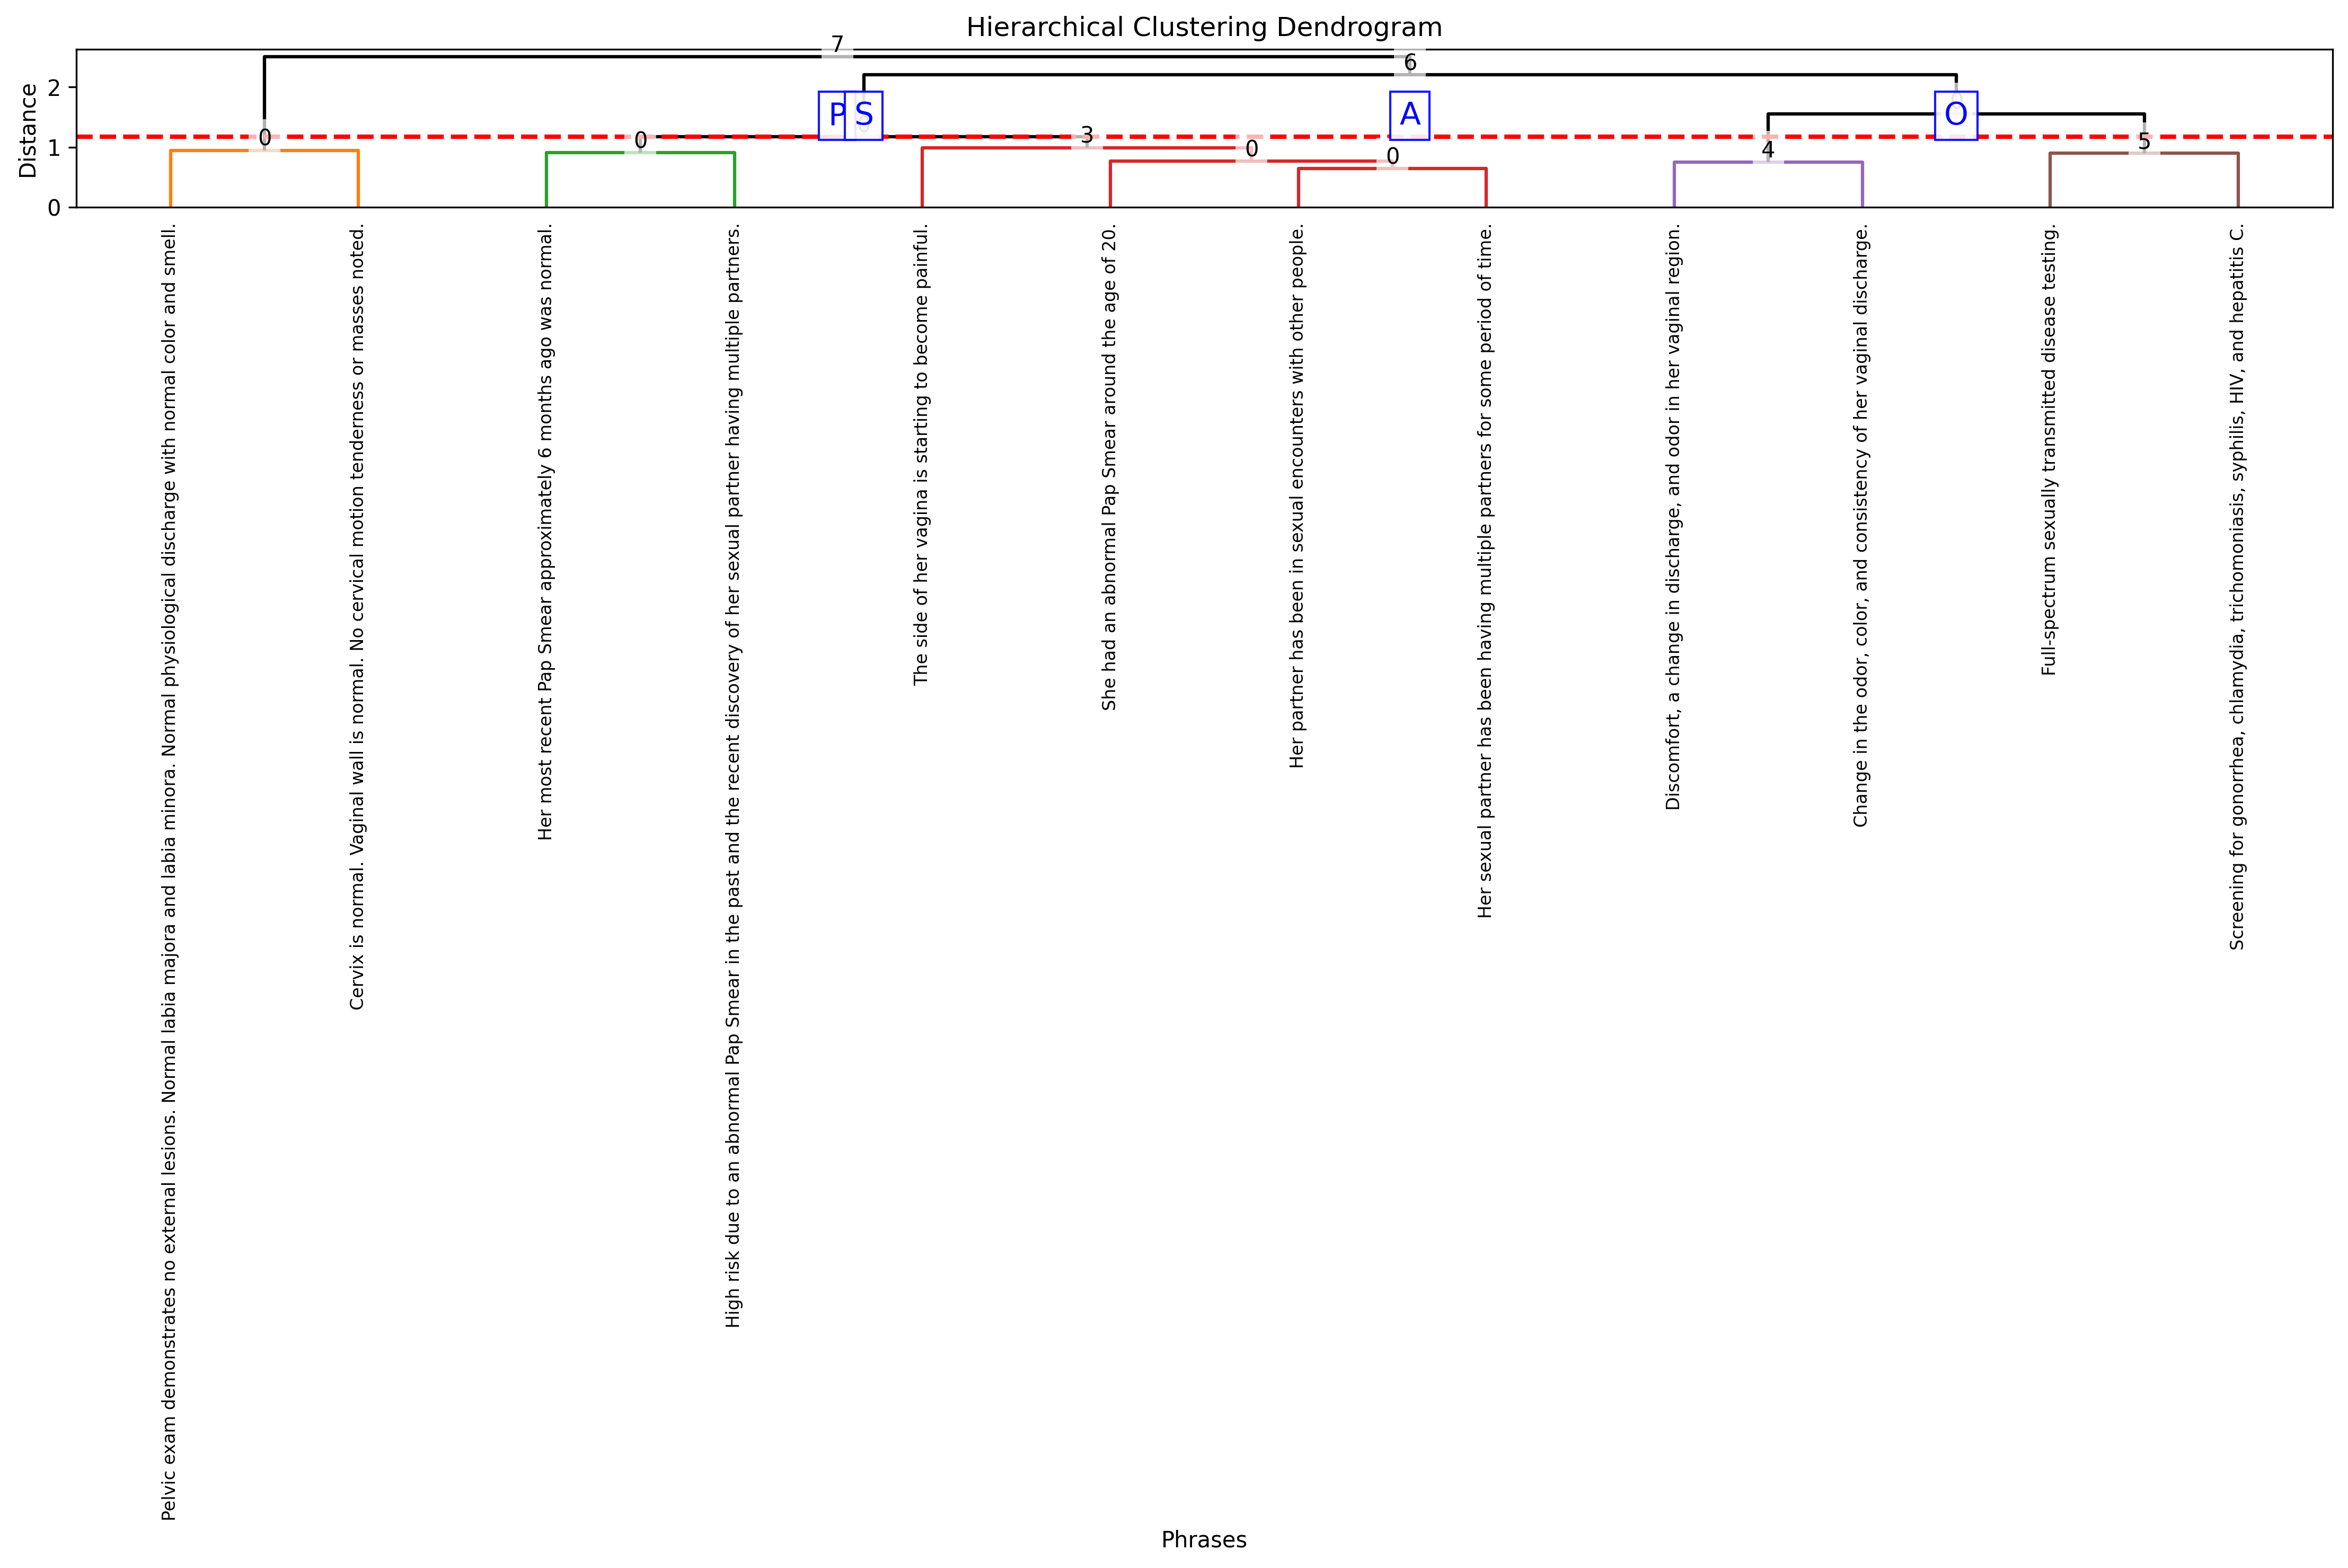 Hierarchical Clustering Dendrogram
Distance
2
1
0
7
6
P
S
A
O
0
0
3
0
0
4
5
Pelvic exam demonstrates no external lesions. Normal labia majora and labia minora. Normal physiological discharge with normal color and smell.
Cervix is normal. Vaginal wall is normal. No cervical motion tenderness or masses noted.
Her most recent Pap Smear approximately 6 months ago was normal.
High risk due to an abnormal Pap Smear in the past and the recent discovery of her sexual partner having multiple partners.
The side of her vagina is starting to become painful.
She had an abnormal Pap Smear around the age of 20.
Her partner has been in sexual encounters with other people.
Her sexual partner has been having multiple partners for some period of time.
Discomfort, a change in discharge, and odor in her vaginal region.
Change in the odor, color, and consistency of her vaginal discharge.
Full-spectrum sexually transmitted disease testing.
Screening for gonorrhea, chlamydia, trichomoniasis, syphilis, HIV, and hepatitis C.
Phrases